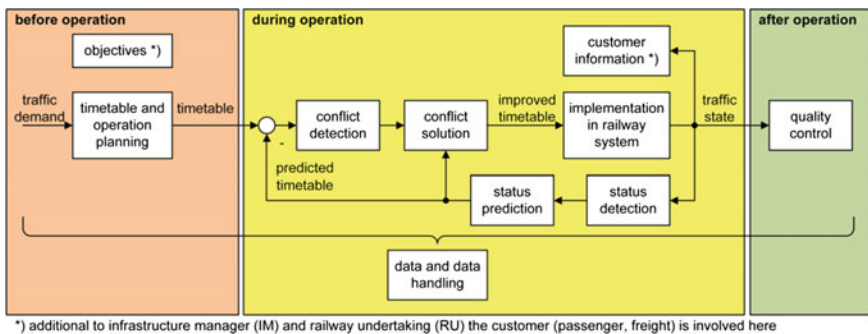 before operation
during operation
after operation
objectives *)
customer
information *)
traffic
demand
timetable and
operation
planning
timetable
conflict
detection
conflict
solution
improved
timetable
implementation
in railway
system
traffic
state
quality
control
-
predicted
timetable
status
prediction
status
detection
data and data
handling
*) additional to infrastructure manager (IM) and railway undertaking (RU) the customer (passenger, freight) is involved here